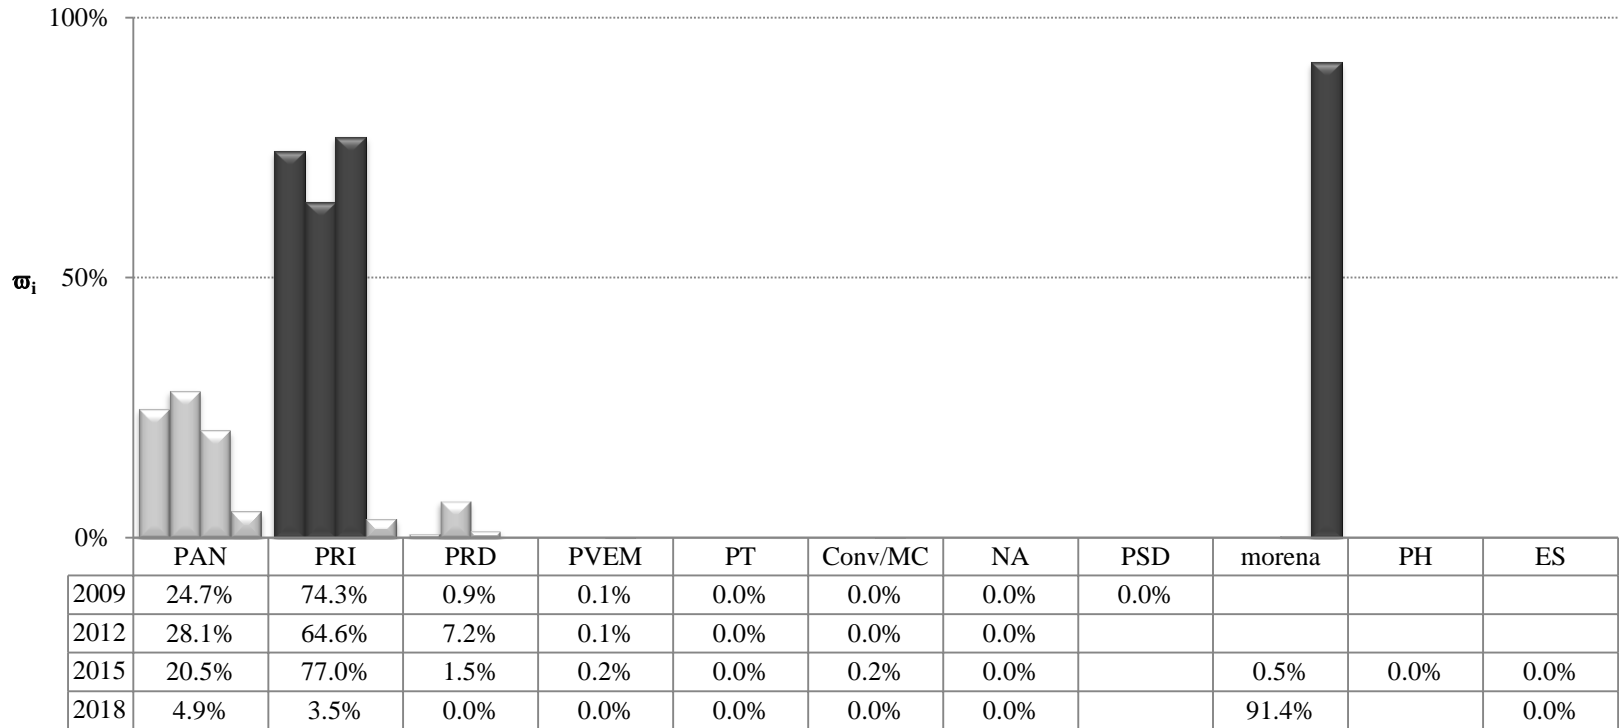 100%
ϖi 50%
0%
PAN PRI PRD PVEM PT Conv/MC NA PSD morena PH ES
2009 24.7% 74.3% 0.9% 0.1% 0.0% 0.0% 0.0% 0.0%
2012 28.1% 64.6% 7.2% 0.1% 0.0% 0.0% 0.0%
2015 20.5% 77.0% 1.5% 0.2% 0.0% 0.2% 0.0% 0.5% 0.0% 0.0%
2018 4.9% 3.5% 0.0% 0.0% 0.0% 0.0% 0.0% 91.4% 0.0%